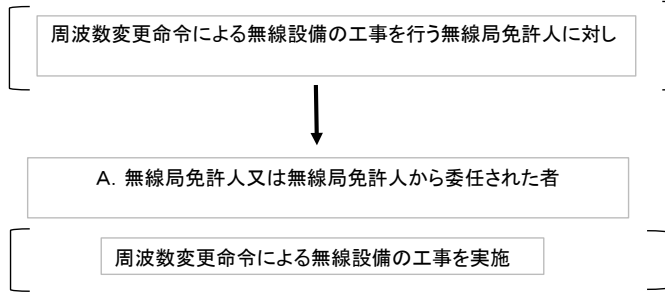 周波数変更命令による無線設備の工事を行う無線局免許人に対し
A. 無線局免許人又は無線局免許人から委任された者
周波数変更命令による無線設備の工事を実施